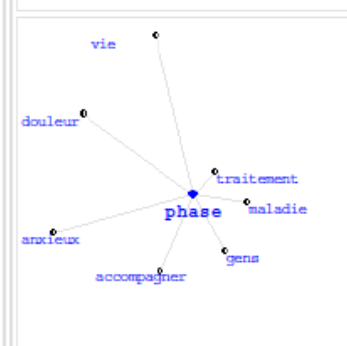 vie
douleur
traitement
maladie
phase
anxieux
gens
accompagner